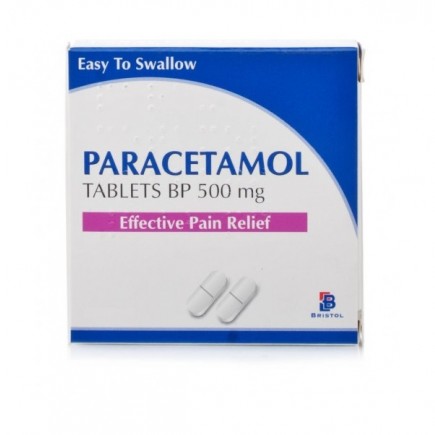 Easy To Swallow
PARACETAMOL
TABLETS BP 500 mg
Effective Pain Relief
B
BRISTOL